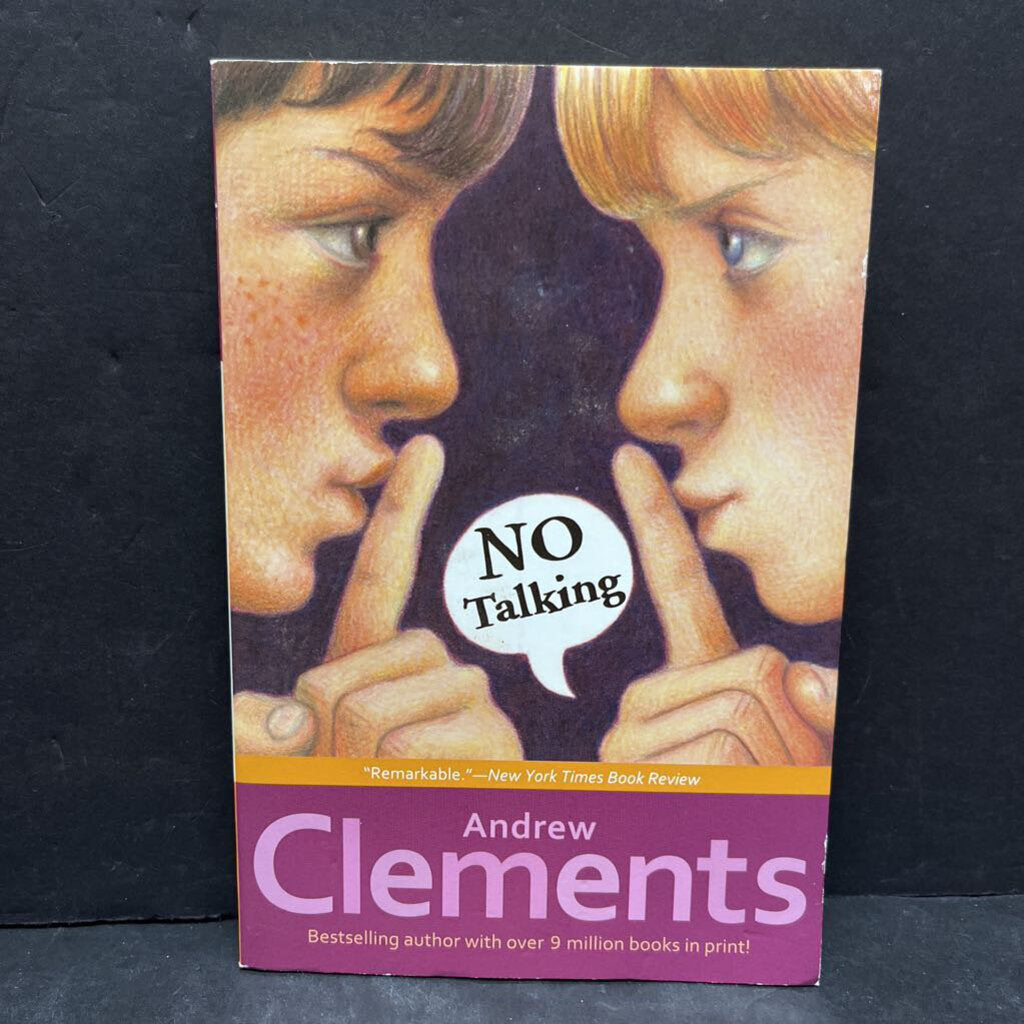 NO
Talking
“Remarkable.”—New York Times Book Review
Andrew
Clements
Bestselling author with over 9 million books in print!